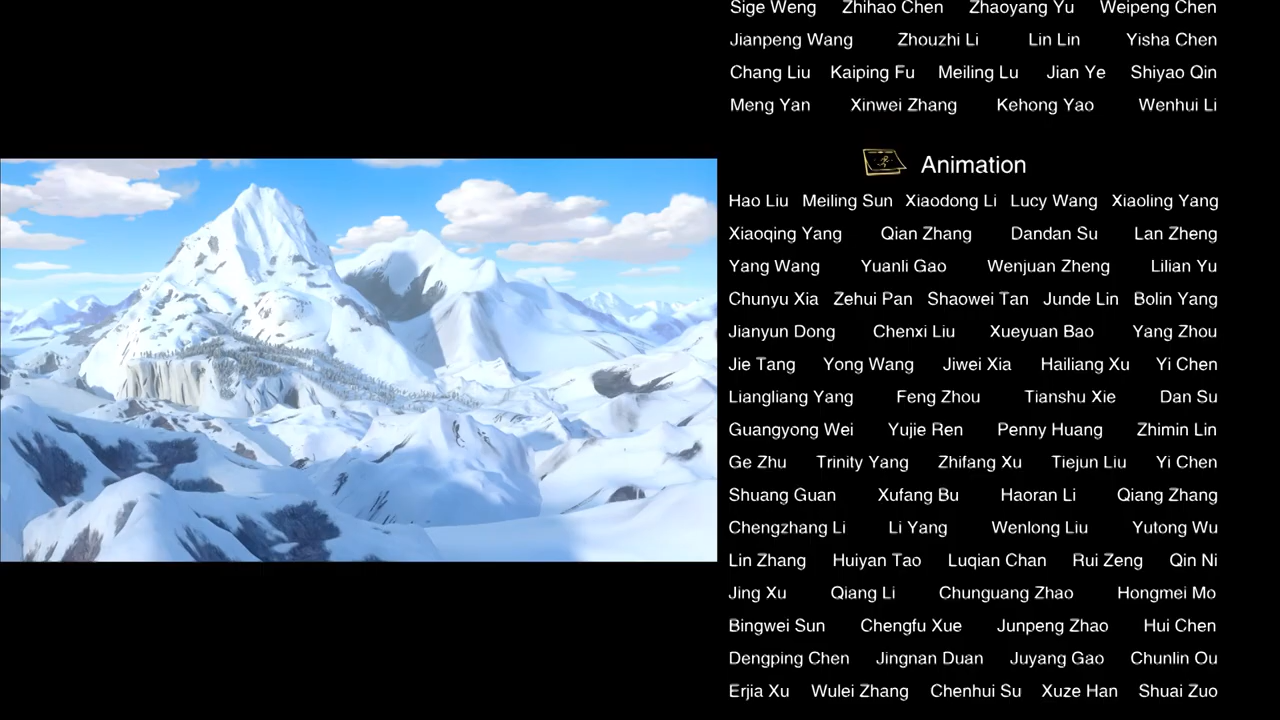 Sige Weng Zhihao Chen Zhaoyang Yu Weipeng Chen
Jianpeng Wang Zhouzhi Li Lin Lin Yisha Chen
Chang Liu Kaiping Fu Meiling Lu Jian Ye Shiyao Qin
Meng Yan Xinwei Zhang Kehong Yao Wenhui Li
Animation
Hao Liu Meiling Sun Xiaodong Li Lucy Wang Xiaoling Yang
Xiaoqing Yang Qian Zhang Dandan Su Lan Zheng
Yang Wang Yuanli Gao Wenjuan Zheng Lilian Yu
Chunyu Xia Zehui Pan Shaowei Tan Junde Lin Bolin Yang
Jianyun Dong Chenxi Liu Xueyuan Bao Yang Zhou
Jie Tang Yong Wang Jiwei Xia Hailiang Xu Yi Chen
Liangliang Yang Feng Zhou Tianshu Xie Dan Su
Guangyong Wei Yujie Ren Penny Huang Zhimin Lin
Ge Zhu Trinity Yang Zhifang Xu Tiejun Liu Yi Chen
Shuang Guan Xufang Bu Haoran Li Qiang Zhang
Chengzhang Li Li Yang Wenlong Liu Yutong Wu
Lin Zhang Huiyan Tao Luqian Chan Rui Zeng Qin Ni
Jing Xu Qiang Li Chunguang Zhao Hongmei Mo
Bingwei Sun Chengfu Xue Junpeng Zhao Hui Chen
Dengping Chen Jingnan Duan Juyang Gao Chunlin Ou
Erjia Xu Wulei Zhang Chenhui Su Xuze Han Shuai Zuo